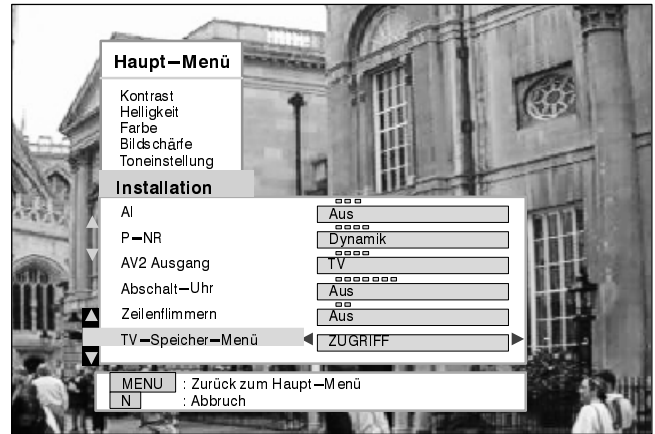 Haupt–Menü
Kontrast
Helligkeit
Farbe
Bildschärfe
Toneinstellung
Installation
AI Aus
P–NR Dynamik
AV2 Ausgang TV
Abschalt–Uhr Aus
Zeilenflimmern Aus
TV–Speicher–Menü ZUGRIFF
MENU : Zurück zum Haupt–Menü
N : Abbruch